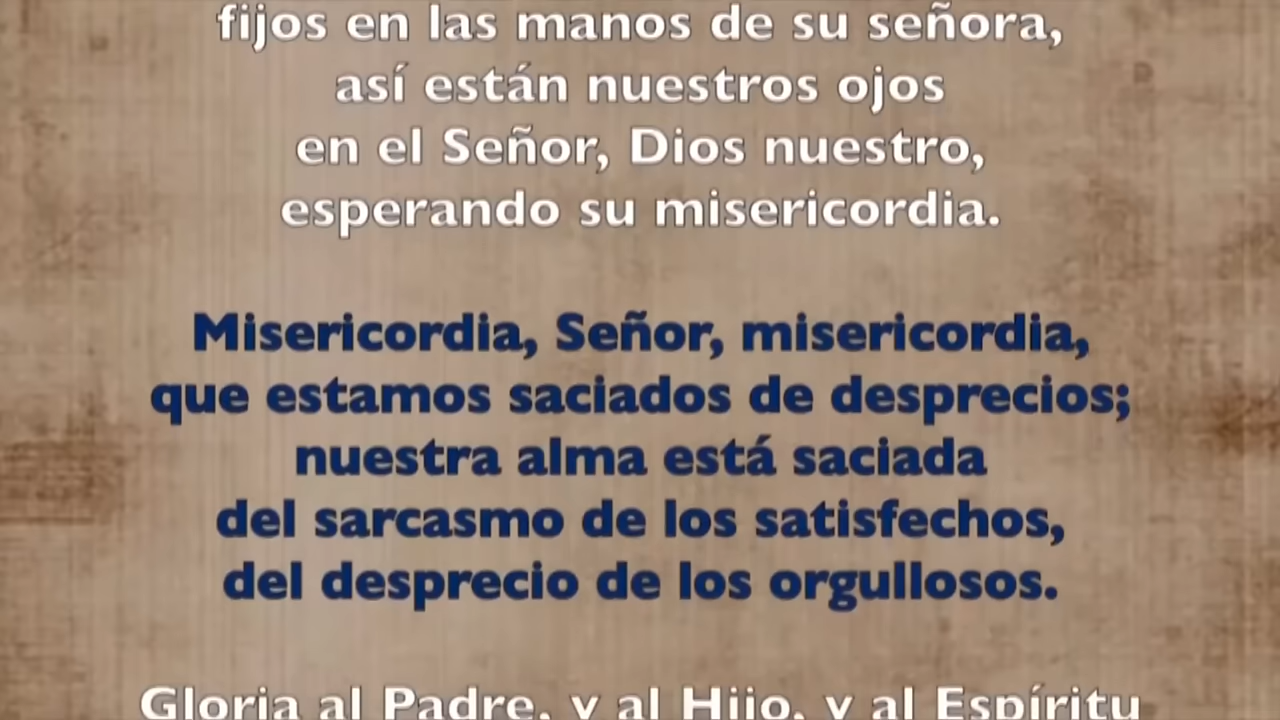 fijos en las manos de su señora,
así están nuestros ojos
en el Señor, Dios nuestro,
esperando su misericordia.
Misericordia, Señor, misericordia,
que estamos saciados de desprecios;
nuestra alma está saciada
del sarcasmo de los satisfechos,
del desprecio de los orgullosos.
Gloria al Padre, y al Hijo, y al Espíritu